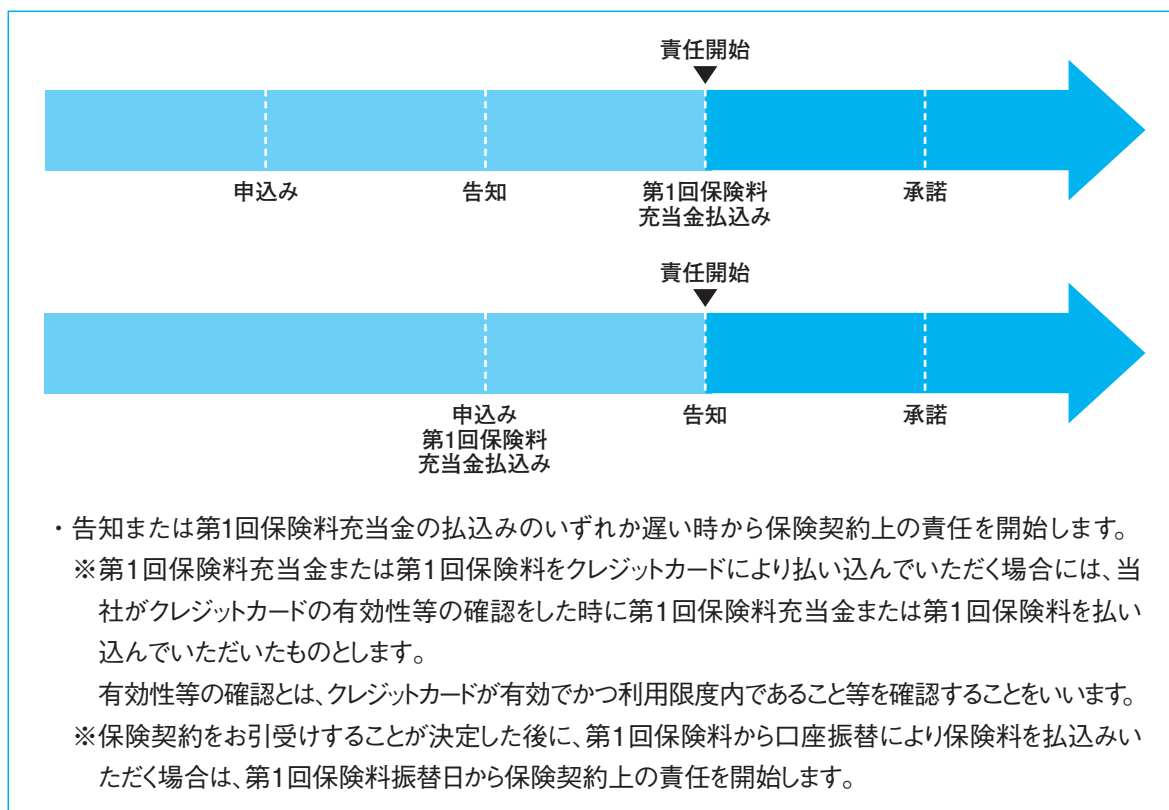 責任開始
申込み
告知
第1回保険料
充当金払込み
承諾
責任開始
申込み
第1回保険料
充当金払込み
告知
承諾
・告知または第1回保険料充当金の払込みのいずれか遅い時から保険契約上の責任を開始します。
※第1回保険料充当金または第1回保険料をクレジットカードにより払い込んでいただく場合には、当
社がクレジットカードの有効性等の確認をした時に第1回保険料充当金または第1回保険料を払い
込んでいただいたものとします。
有効性等の確認とは、クレジットカードが有効でかつ利用限度内であること等を確認することをいいます。
※保険契約をお引受けすることが決定した後に、第1回保険料から口座振替により保険料を払込みい
ただく場合は、第1回保険料振替日から保険契約上の責任を開始します。